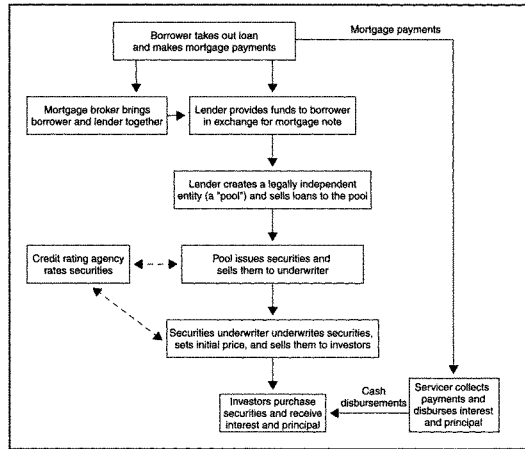 Borrower takes out loan
and makes mortgage payments
Mortgage payments
Mortgage broker brings
borrower and lender together
Lender provides funds to borrower
in exchange for mortgage note
Lender creates a legally independent
entity (a "pool") and sells loans to the pool
Credit rating agency
rates securities
Pool issues securities and
sells them to underwriter
Securities underwriter underwrites securities,
sets initial price, and sells them to investors
Investors purchase
securities and receive
interest and principal
Cash
disbursements
Servicer collects
payments and
disburses interest
and principal